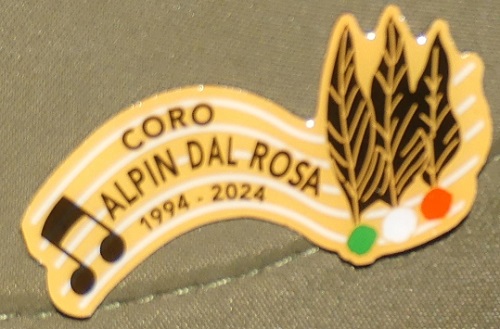 CORO
ALPIN DAL ROSA
1994 - 2024